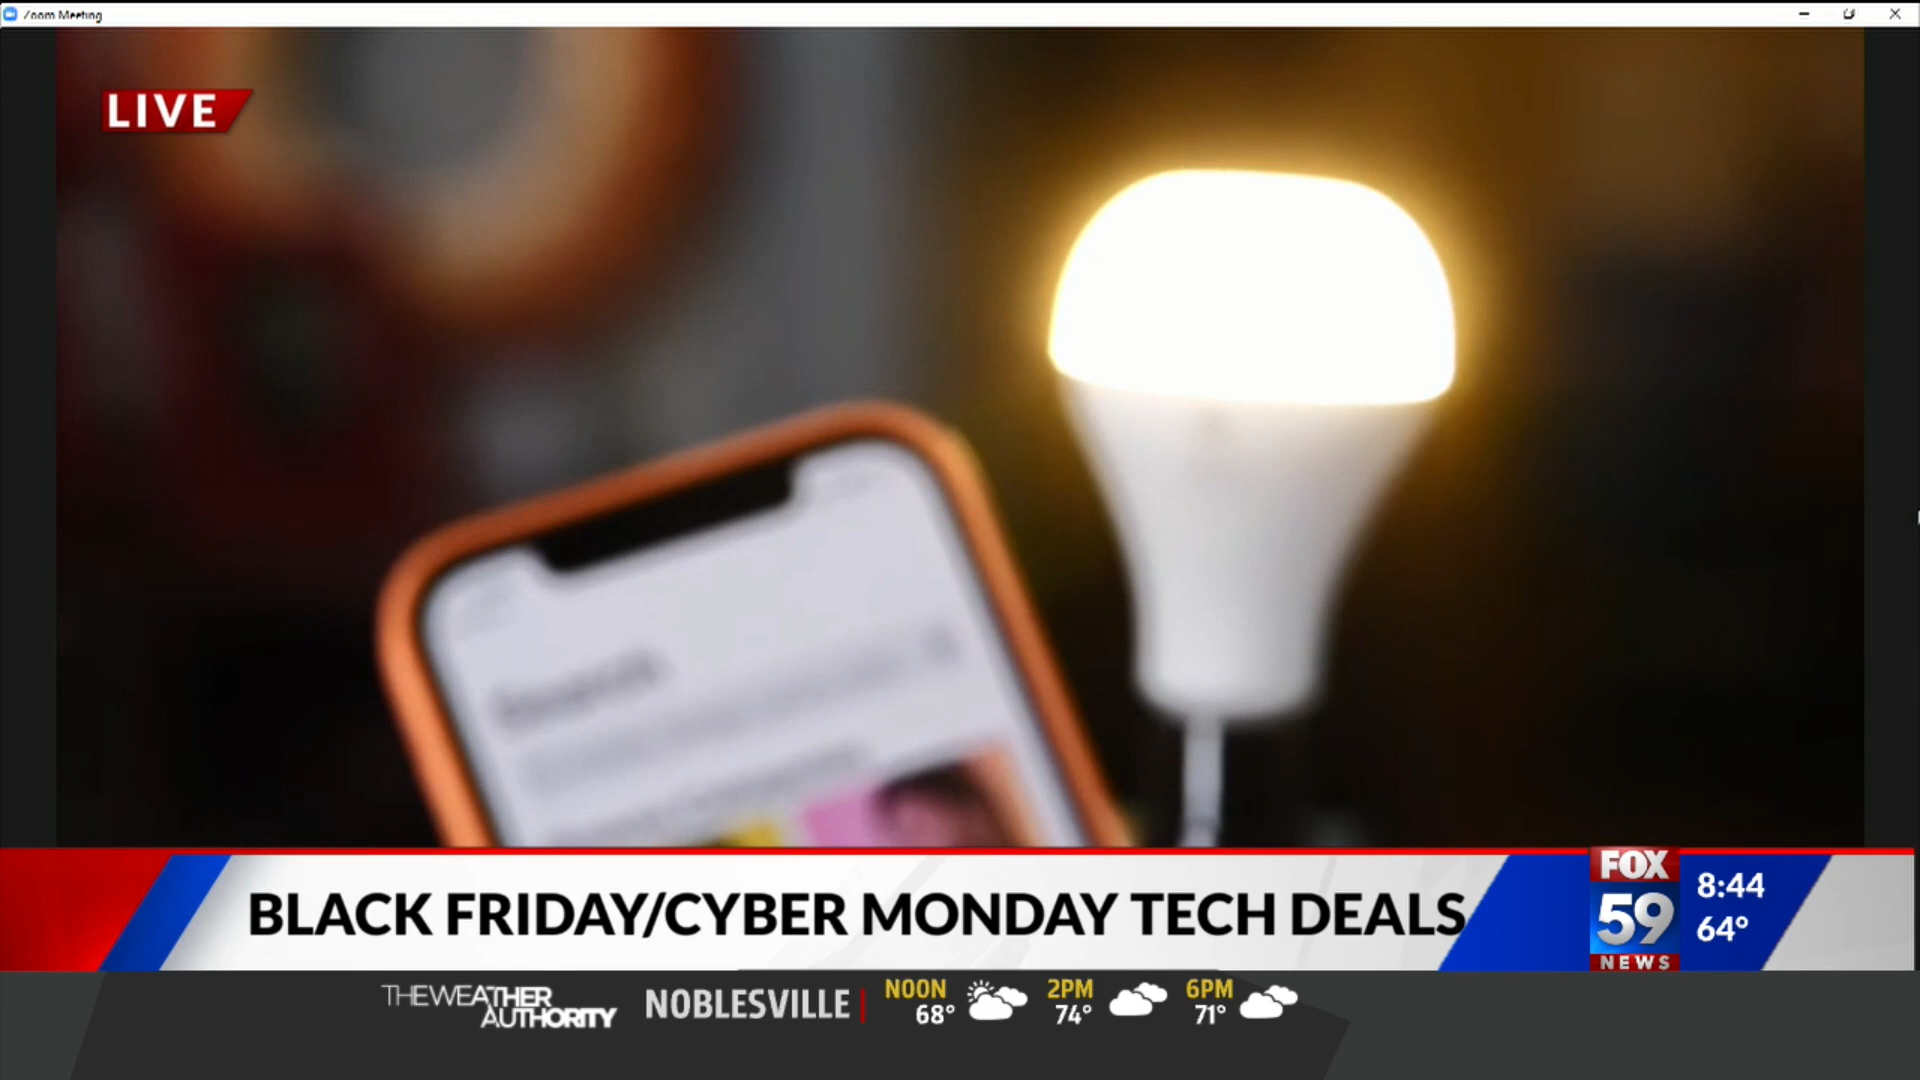 Zoom Meeting
LIVE
BLACK FRIDAY/CYBER MONDAY TECH DEALS
FOX
59
NEWS
8:44
64°
THE WEATHER
AUTHORITY
NOBLESVILLE
NOON
68°
2PM
74°
6PM
71°